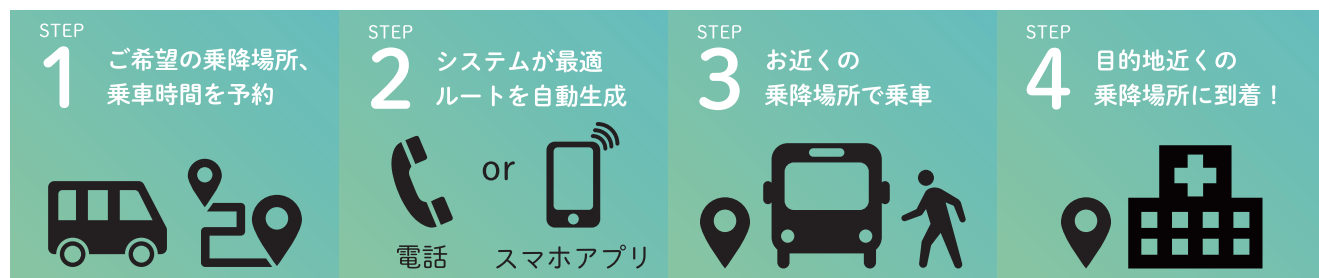 STEP
1
ご希望の乗降場所、
乗車時間を予約
STEP
2
システムが最適
ルートを自動生成
or
電話
スマホアプリ
STEP
3
お近くの
乗降場所で乗車
STEP
4
目的地近くの
乗降場所に到着！